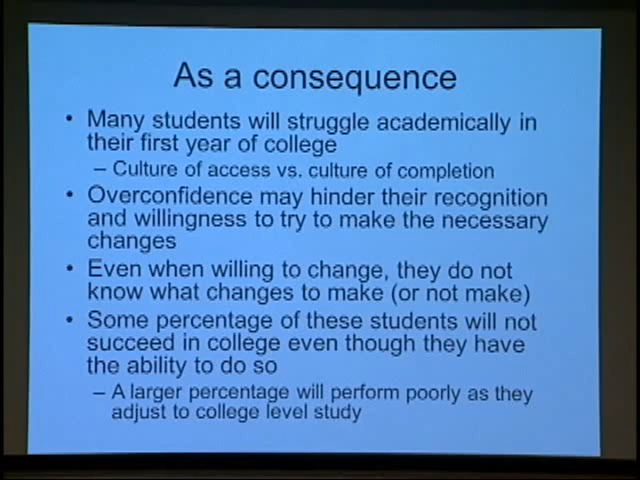 As a consequence
• Many students will struggle academically in
their first year of college
– Culture of access vs. culture of completion
• Overconfidence may hinder their recognition
and willingness to try to make the necessary
changes
• Even when willing to change, they do not
know what changes to make (or not make)
• Some percentage of these students will not
succeed in college even though they have
the ability to do so
– A larger percentage will perform poorly as they
adjust to college level study